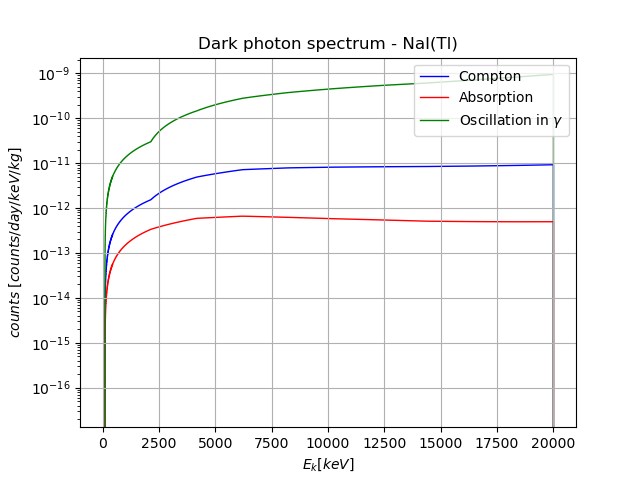 Dark photon spectrum - NaI(Tl)
Compton
Absorption
Oscillation in γ
counts [counts/day/keV/kg]
10⁻⁹
10⁻¹⁰
10⁻¹¹
10⁻¹²
10⁻¹³
10⁻¹⁴
10⁻¹⁵
10⁻¹⁶
0 2500 5000 7500 10000 12500 15000 17500 20000
Eₖ[keV]